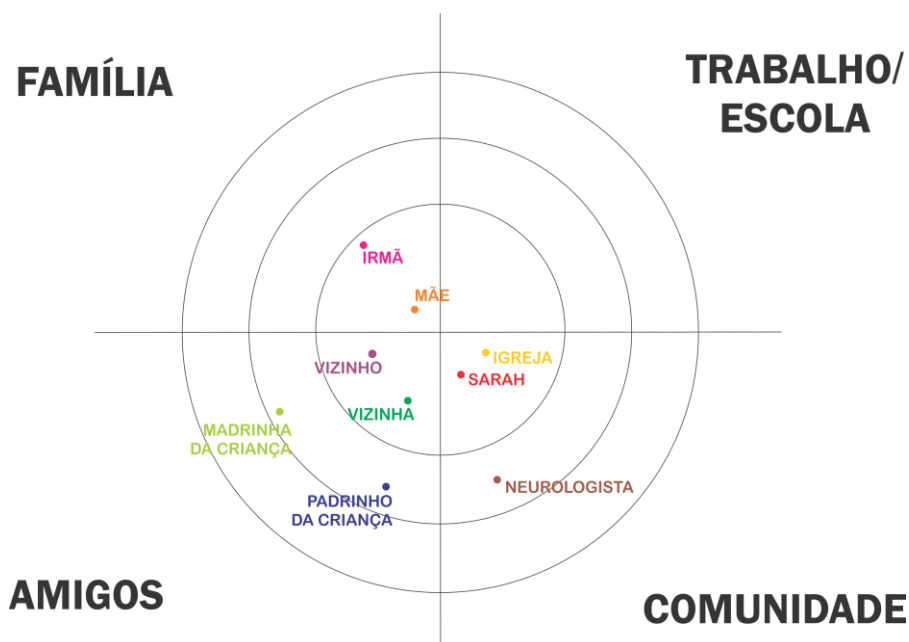 FAMÍLIA
TRABALHO/
ESCOLA
IRMÃ
MÃE
VIZINHO
IGREJA
SARAH
VIZINHA
MADRINHA
DA CRIANÇA
PADRINHO
DA CRIANÇA
NEUROLOGISTA
AMIGOS
COMUNIDADE